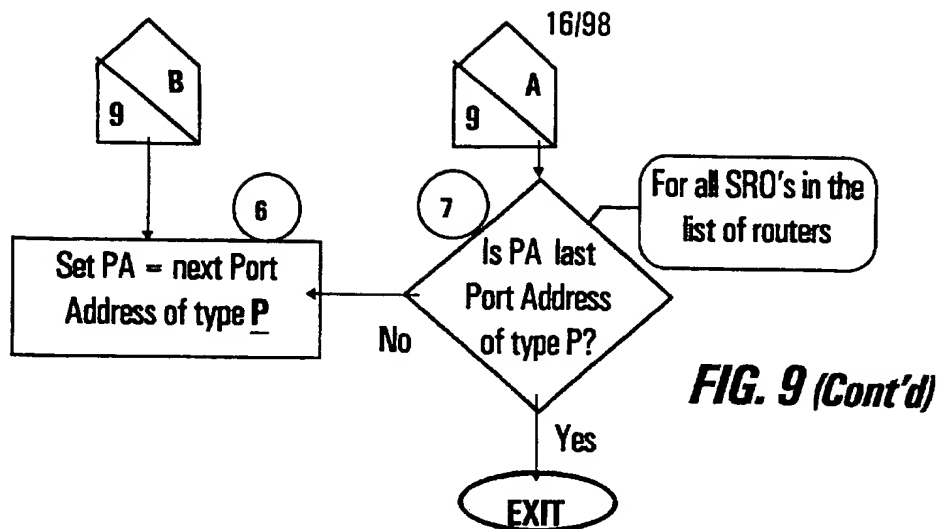 16/98
B
9
A
9
For all SRO's in the
list of routers
6
7
Set PA = next Port
Address of type P
Is PA last
Port Address
of type P?
No
FIG. 9 (Cont'd)
Yes
EXIT